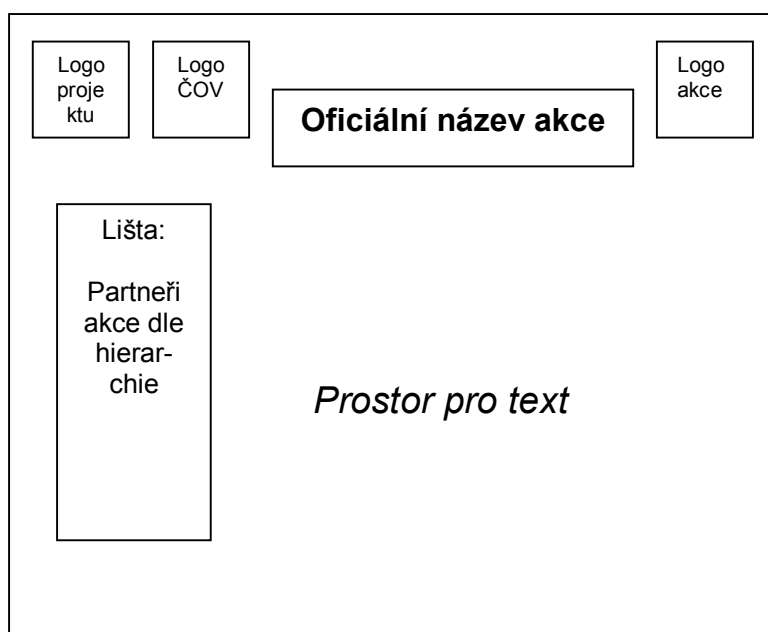 Logo
proje
ktu
Logo
ČOV
Oficiální název akce
Logo
akce
Lišta:
Partneři
akce dle
hierar-
chie
Prostor pro text